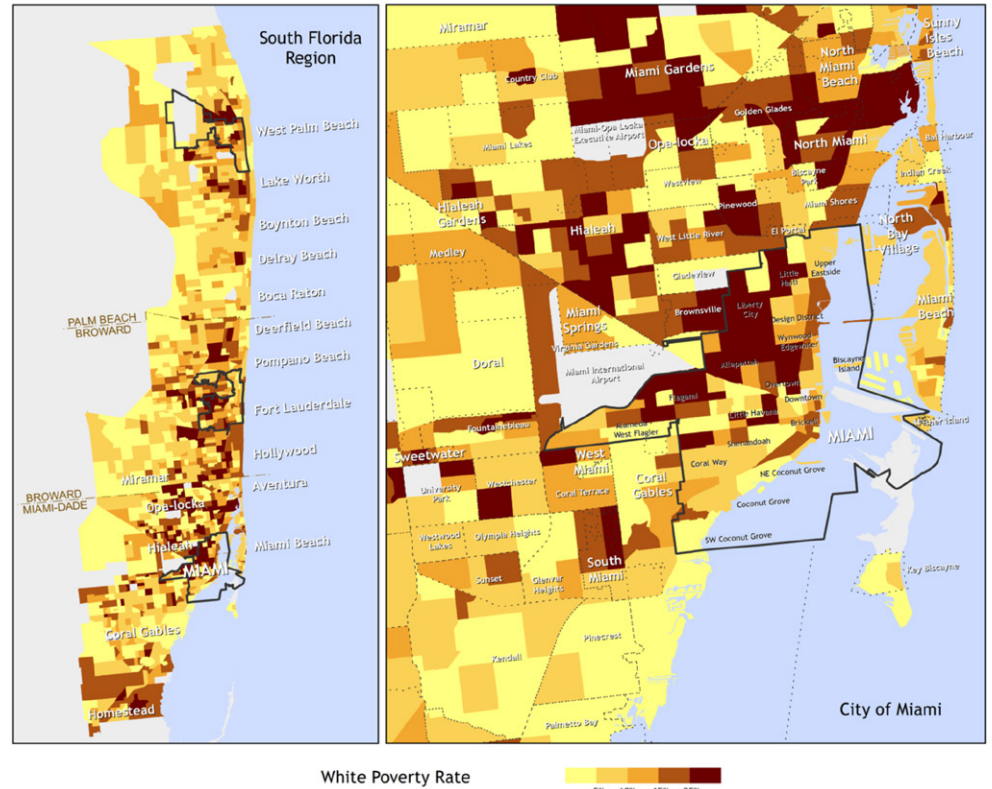 South Florida
Region
West Palm Beach
Lake Worth
Boynton Beach
Delray Beach
Boca Raton
PALM BEACH
BROWARD
Deerfield Beach
Pompano Beach
Fort Lauderdale
Hollywood
Miramar
Aventura
BROWARD
MIAMI-DADE
Opa-locka
Hialeah
Miami Beach
MIAMI
Coral Gables
Homestead
Miramar
Sunny
Isles
Beach
North
Miami
Beach
Country Club
Miami Gardens
Golden Glades
Miami-Opa Locka
Executive Airport
Miami Lakes
Opa-locka
North Miami
Bal Harbour
Biscayne
Park
Indian Creek
Westview
Hialeah
Gardens
Pinewood
Miami Shores
Hialeah
West Little River
El Portal
North
Bay
Village
Medley
Gladeview
Little
Haiti
Upper
Eastside
Miami
Springs
Brownsville
Liberty
City
Design District
Miami
Beach
Virginia Gardens
Wynwood
Edgewater
Doral
Miami International
Airport
Allapattah
Biscayne
Island
Overtown
Flagami
Downtown
Fountainebleau
Little Havana
Alameda
West Flagler
Brickell
Fisher Island
MIAMI
Sweetwater
West
Miami
Shenandoah
Coral Way
NE Coconut Grove
University
Park
Westchester
Coral Terrace
Coral
Gables
Coconut Grove
Westwood
Lakes
Olympia Heights
SW Coconut Grove
South
Miami
Sunset
Glenvar
Heights
Key Biscayne
Pinecrest
Kendall
Palmetto Bay
City of Miami
White Poverty Rate